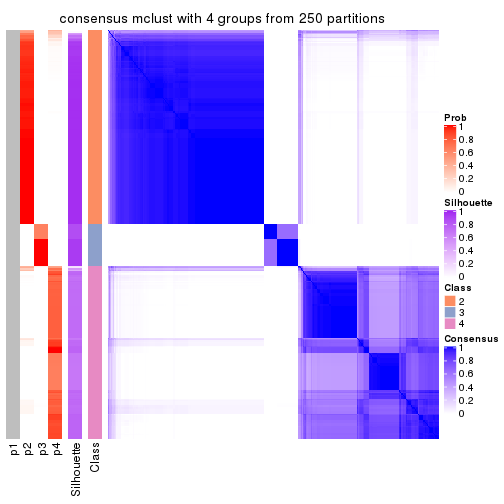 consensus mclust with 4 groups from 250 partitions
Prob
1
0.8
0.6
0.4
0.2
0
Silhouette
1
0.8
0.6
0.4
0.2
0
Class
2
3
4
Consensus
1
0.8
0.6
0.4
0.2
0
p1
p2
p3
p4
Silhouette
Class